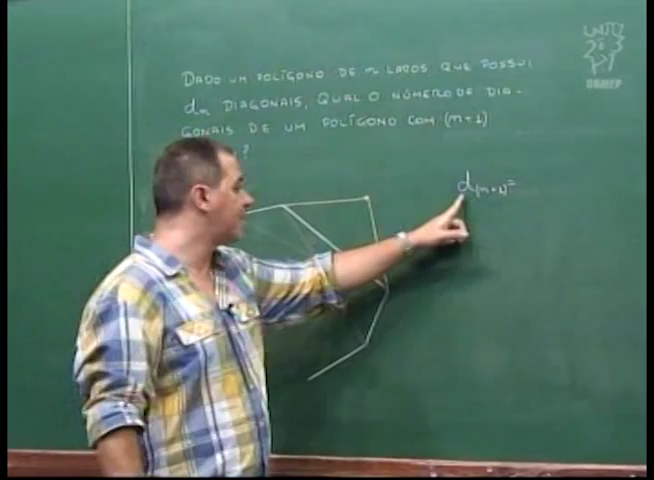 DADO UM POLÍGONO DE n LADOS QUE POSSUI
dn DIAGONAIS, QUAL O NÚMERO DE DIA-
GONAIS DE UM POLÍGONO COM (n+1)
?
d(n+1)=
OBMEP